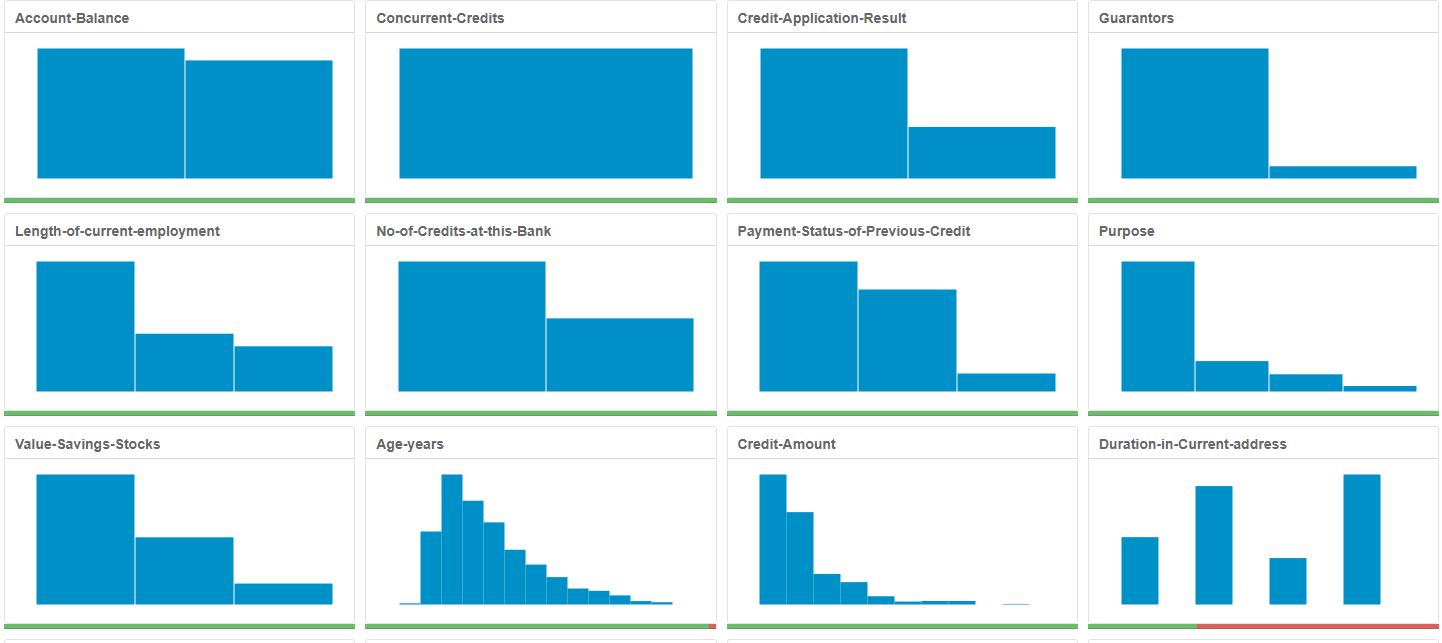 Account-Balance
Concurrent-Credits
Credit-Application-Result
Guarantors
Length-of-current-employment
No-of-Credits-at-this-Bank
Payment-Status-of-Previous-Credit
Purpose
Value-Savings-Stocks
Age-years
Credit-Amount
Duration-in-Current-address